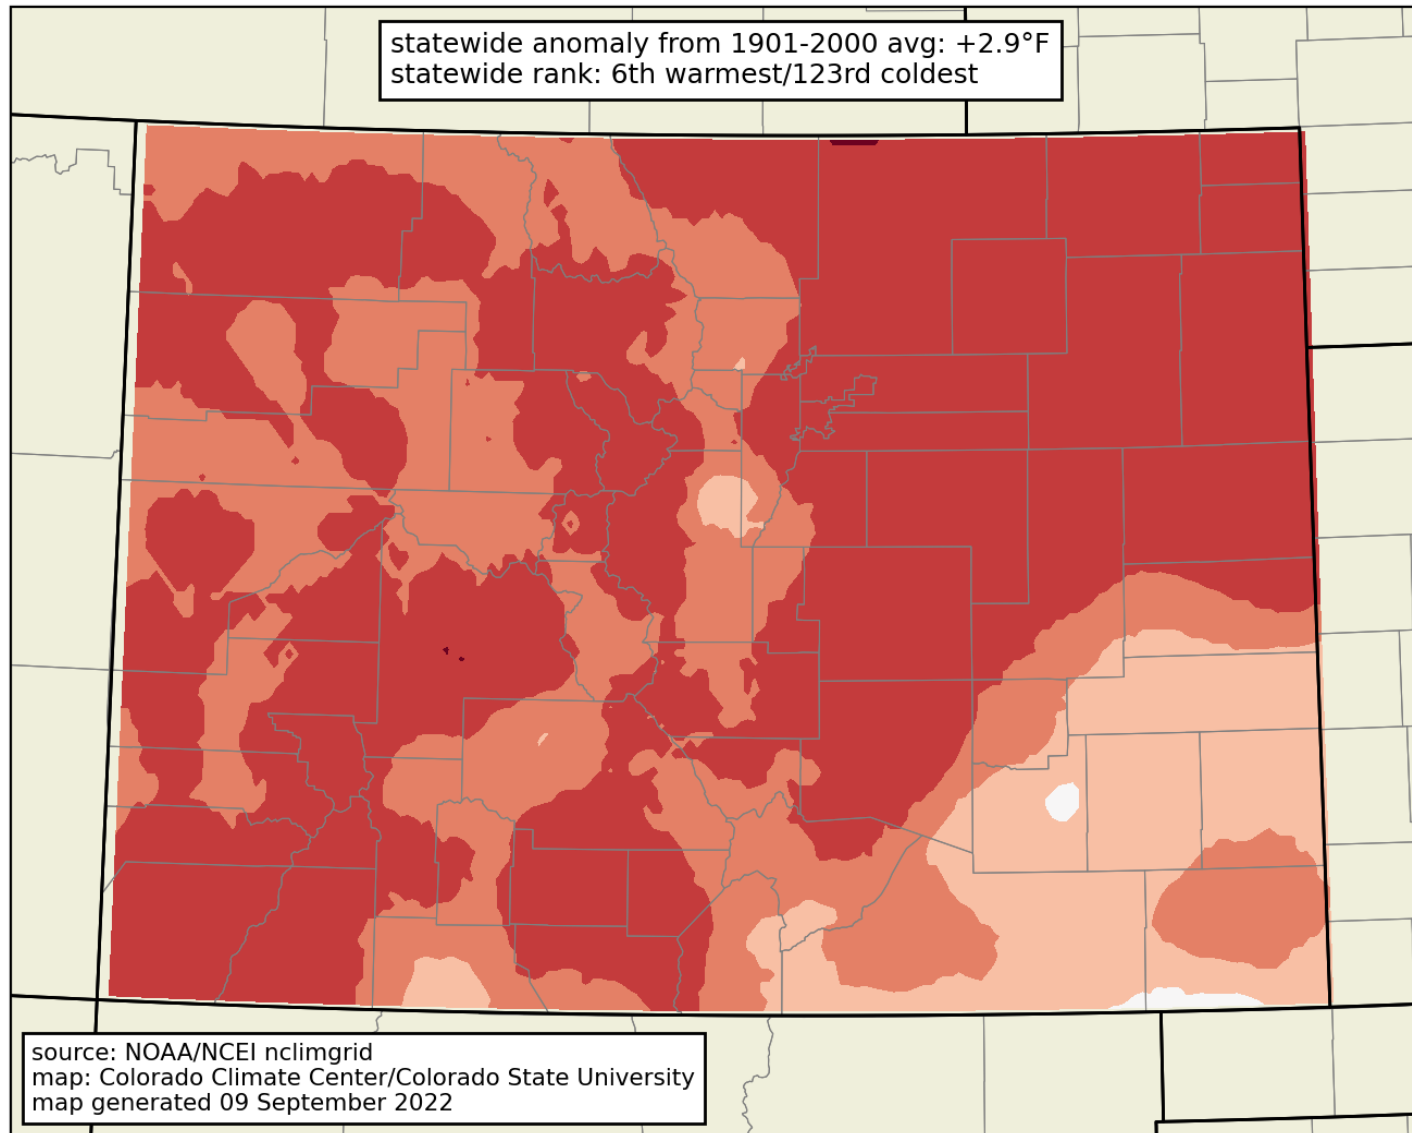 statewide anomaly from 1901-2000 avg: +2.9°F
statewide rank: 6th warmest/123rd coldest
source: NOAA/NCEI nclimgrid
map: Colorado Climate Center/Colorado State University
map generated 09 September 2022